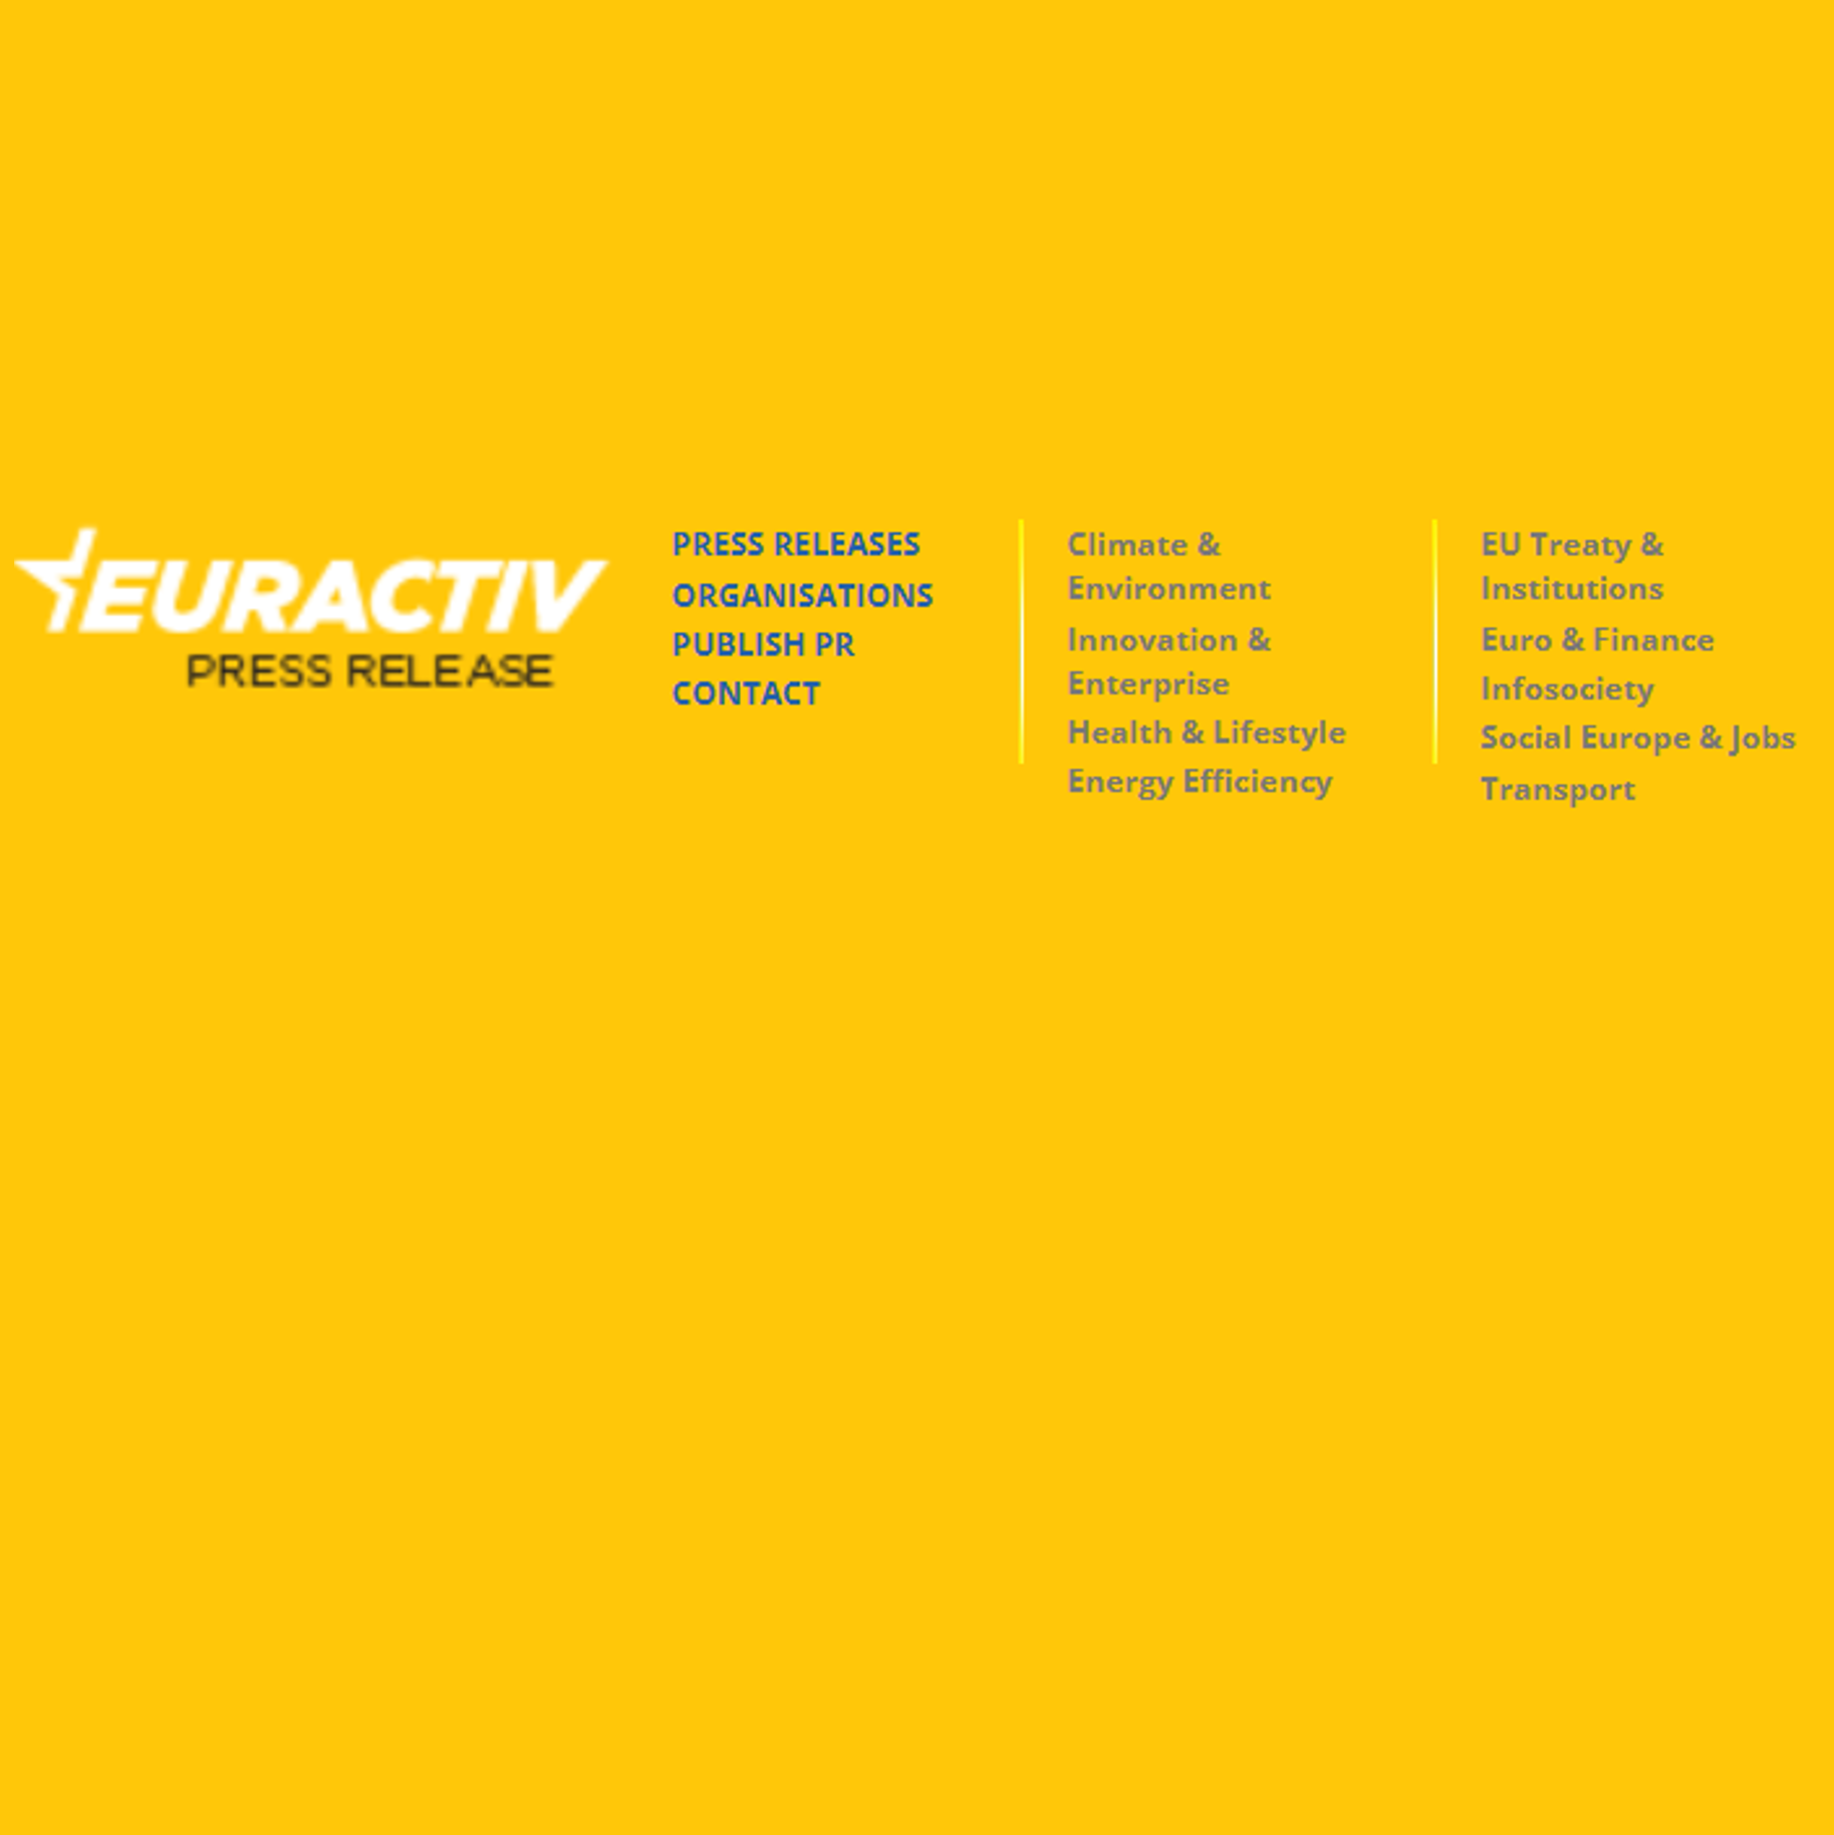 EURACTIV
PRESS RELEASE
PRESS RELEASES
ORGANISATIONS
PUBLISH PR
CONTACT
Climate &
Environment
Innovation &
Enterprise
Health & Lifestyle
Energy Efficiency
EU Treaty &
Institutions
Euro & Finance
Infosociety
Social Europe & Jobs
Transport